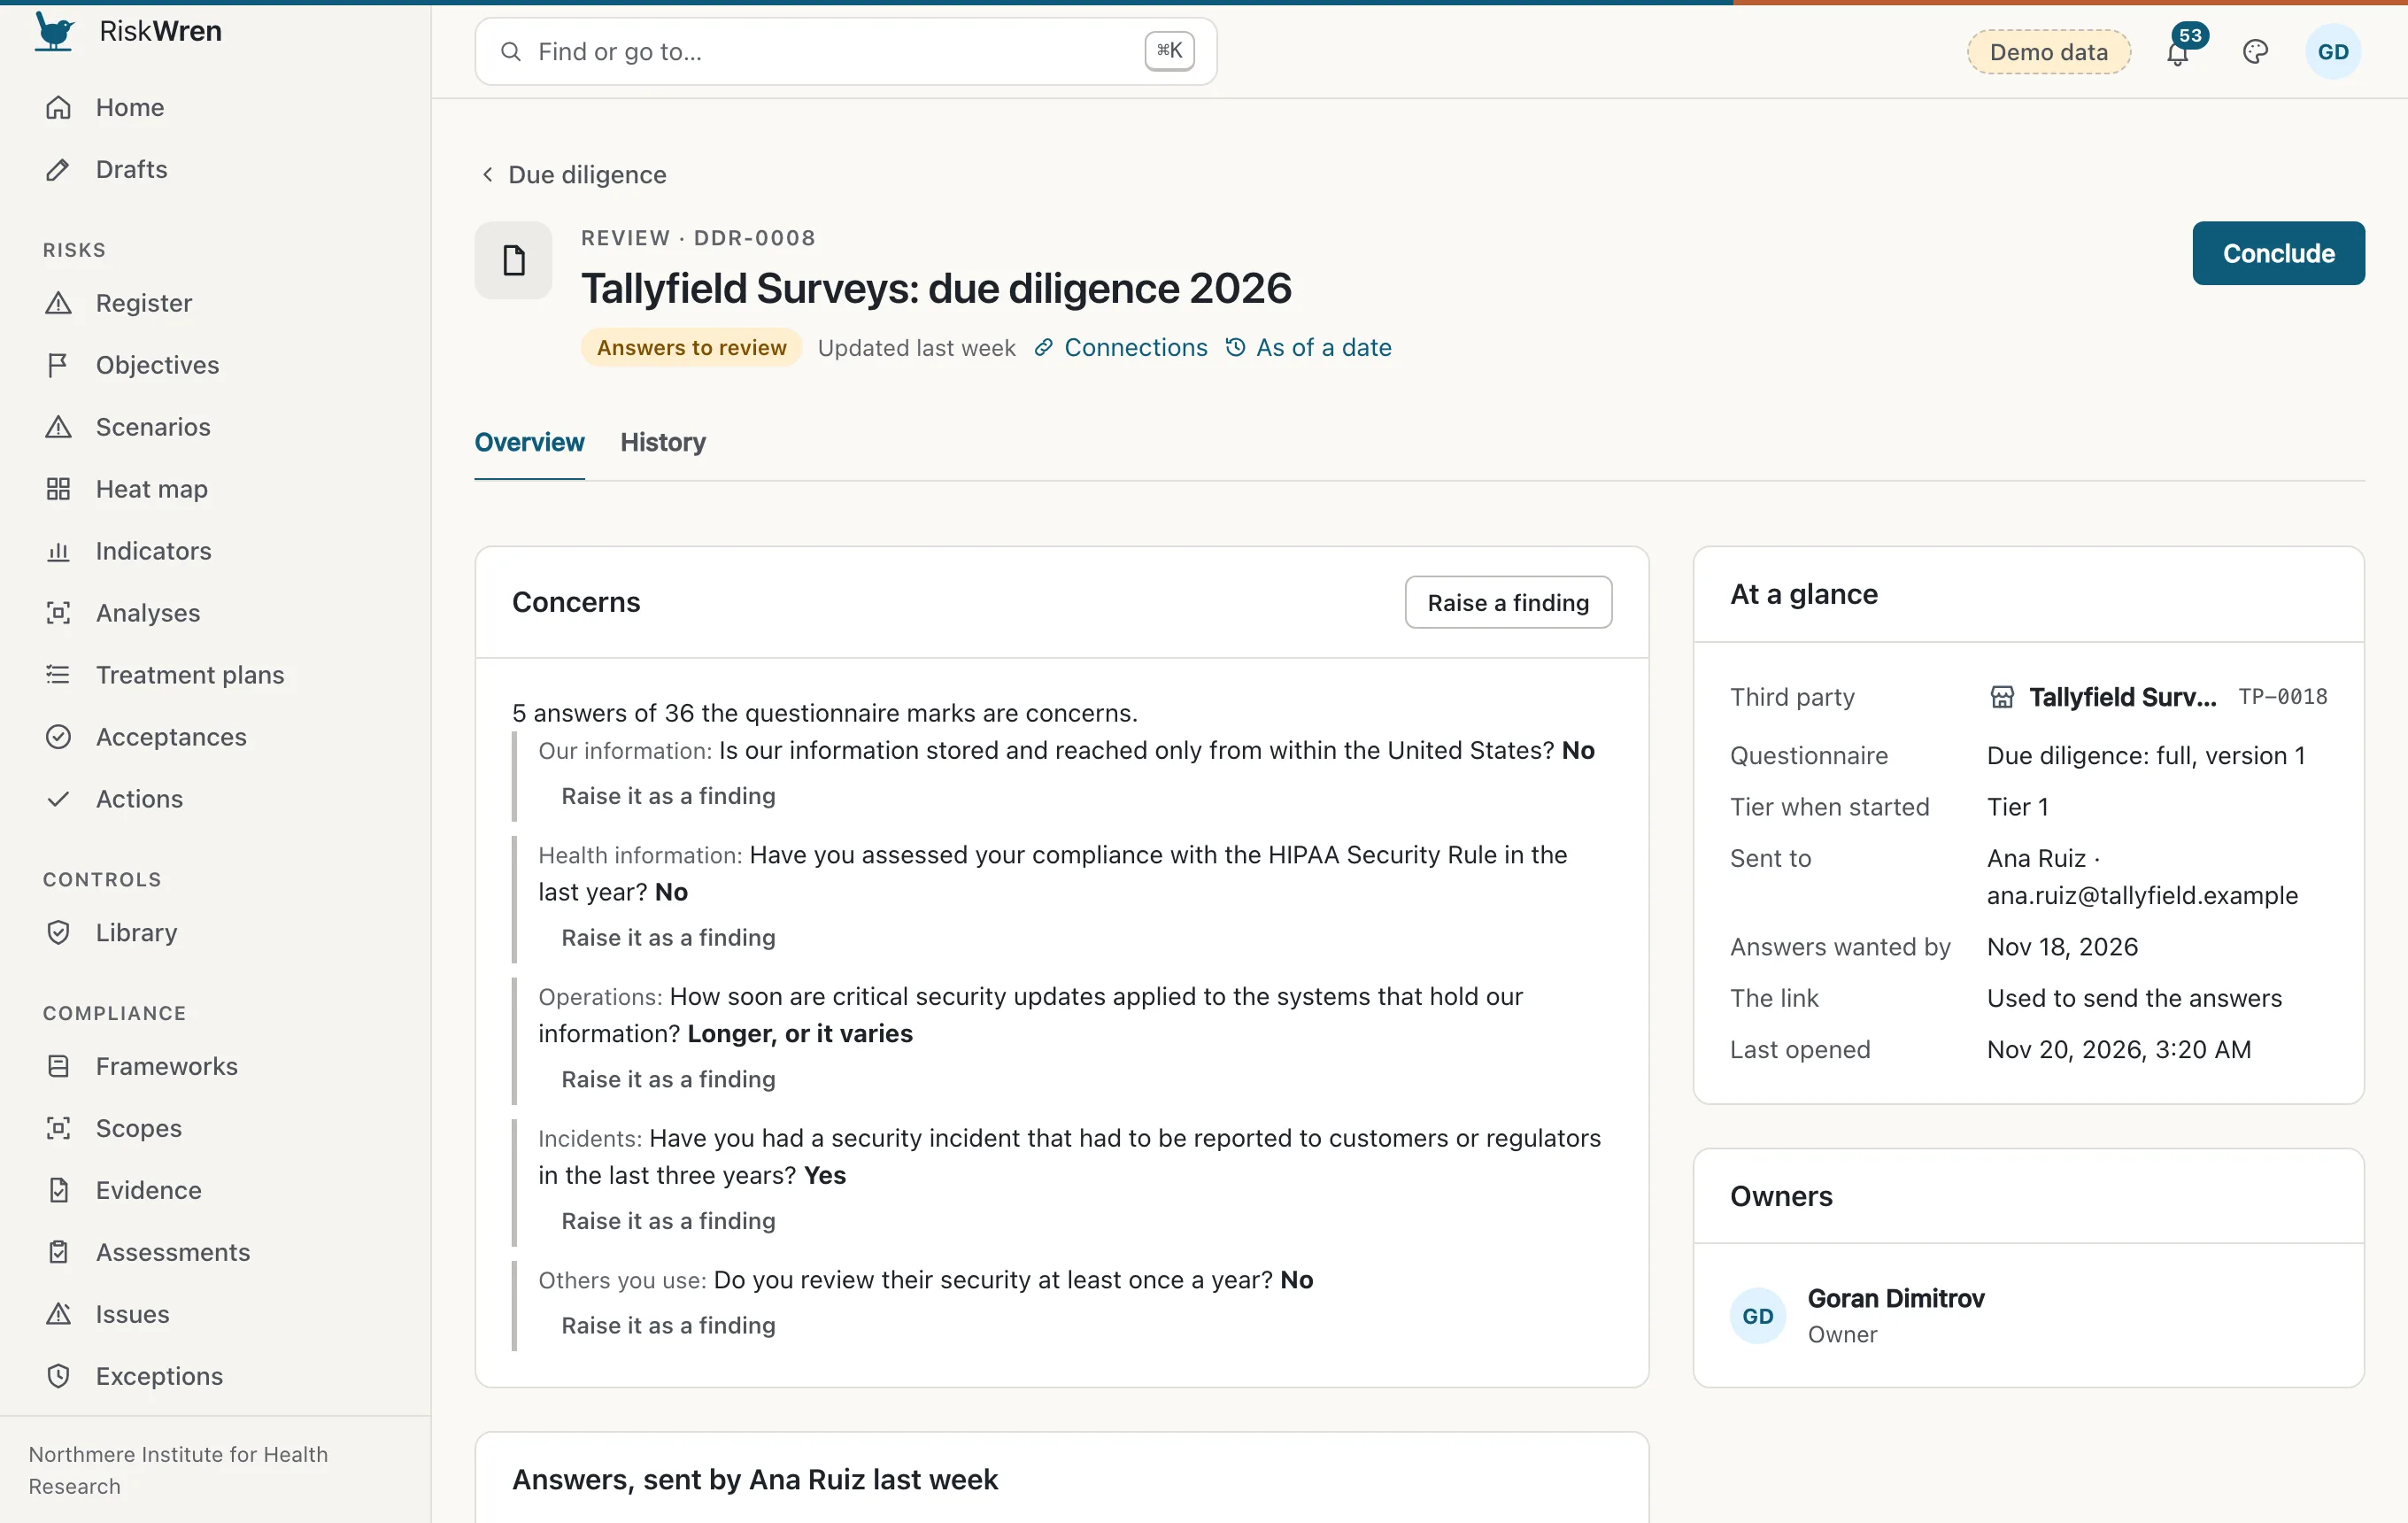 RiskWren
Home
Drafts
RISKS
Register
Objectives
Scenarios
Heat map
Indicators
Analyses
Treatment plans
Acceptances
Actions
CONTROLS
Library
COMPLIANCE
Frameworks
Scopes
Evidence
Assessments
Issues
Exceptions
Northmere Institute for Health
Research
Find or go to...
⌘K
Demo data
53
GD
Due diligence
REVIEW · DDR-0008
Tallyfield Surveys: due diligence 2026
Answers to review
Updated last week
Connections
As of a date
Conclude
Overview
History
Concerns
Raise a finding
5 answers of 36 the questionnaire marks are concerns.
Our information: Is our information stored and reached only from within the United States? No
Raise it as a finding
Health information: Have you assessed your compliance with the HIPAA Security Rule in the
last year? No
Raise it as a finding
Operations: How soon are critical security updates applied to the systems that hold our
information? Longer, or it varies
Raise it as a finding
Incidents: Have you had a security incident that had to be reported to customers or regulators
in the last three years? Yes
Raise it as a finding
Others you use: Do you review their security at least once a year? No
Raise it as a finding
Answers, sent by Ana Ruiz last week
At a glance
Third party
Tallyfield Surv... TP-0018
Questionnaire
Due diligence: full, version 1
Tier when started
Tier 1
Sent to
Ana Ruiz ·
ana.ruiz@tallyfield.example
Answers wanted by
Nov 18, 2026
The link
Used to send the answers
Last opened
Nov 20, 2026, 3:20 AM
Owners
GD
Goran Dimitrov
Owner